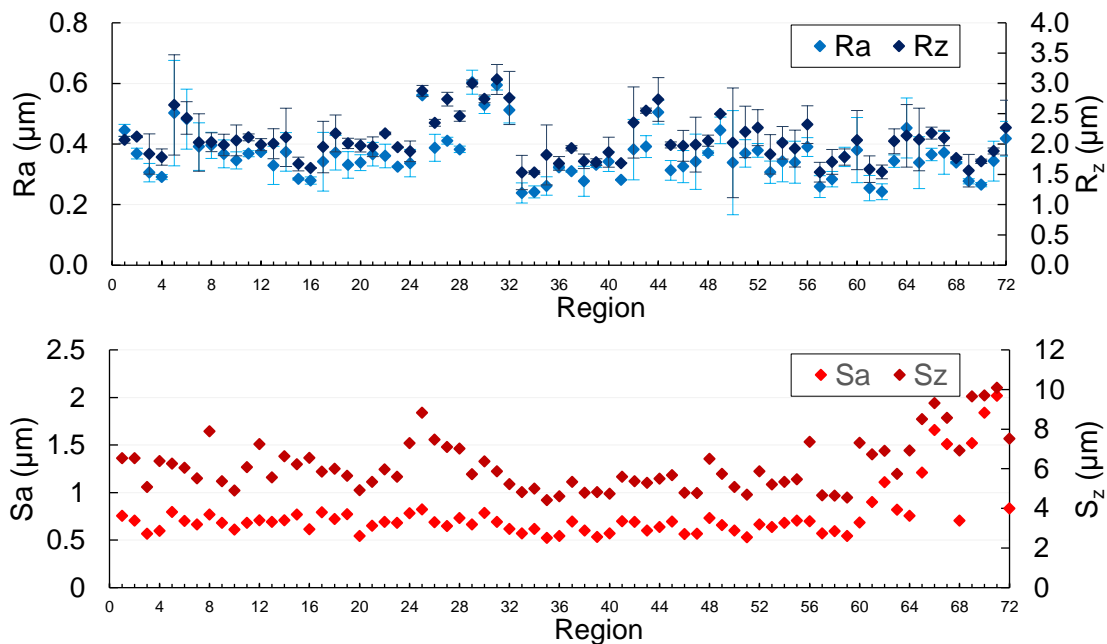 0.8
0.6
0.4
0.2
0.0
Ra (µm)
Ra
Rz
4.0
3.5
3.0
2.5
2.0
1.5
1.0
0.5
0.0
Rz (µm)
0 4 8 12 16 20 24 28 32 36 40 44 48 52 56 60 64 68 72
Region
2.5
2
1.5
1
0.5
0
Sa (µm)
Sa
Sz
12
10
8
6
4
2
0
Sz (µm)
0 4 8 12 16 20 24 28 32 36 40 44 48 52 56 60 64 68 72
Region